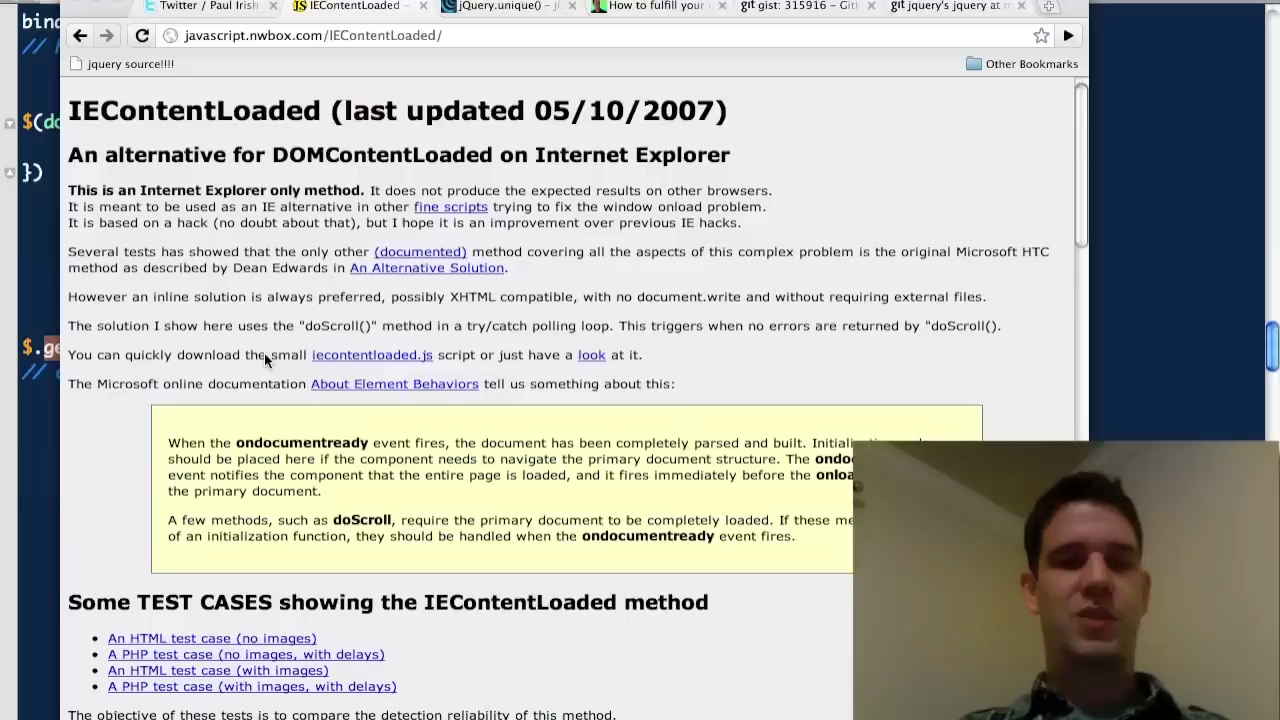 Twitter / Paul Irish
IEContentLoaded –
jQuery.unique() – j
How to fulfill your
gist: 315916 – Git
jquery's jquery at m
javascript.nwbox.com/IEContentLoaded/
jquery source!!!!
Other Bookmarks
IEContentLoaded (last updated 05/10/2007)
An alternative for DOMContentLoaded on Internet Explorer
This is an Internet Explorer only method. It does not produce the expected results on other browsers.
It is meant to be used as an IE alternative in other fine scripts trying to fix the window onload problem.
It is based on a hack (no doubt about that), but I hope it is an improvement over previous IE hacks.
Several tests has showed that the only other (documented) method covering all the aspects of this complex problem is the original Microsoft HTC
method as described by Dean Edwards in An Alternative Solution.
However an inline solution is always preferred, possibly XHTML compatible, with no document.write and without requiring external files.
The solution I show here uses the "doScroll()" method in a try/catch polling loop. This triggers when no errors are returned by "doScroll().
You can quickly download the small iecontentloaded.js script or just have a look at it.
The Microsoft online documentation About Element Behaviors tell us something about this:
When the ondocumentready event fires, the document has been completely parsed and built.
should be placed here if the component needs to navigate the primary document structure. The ondo
event notifies the component that the entire page is loaded, and it fires immediately before the onloa
the primary document.
A few methods, such as doScroll, require the primary document to be completely loaded. If these me
of an initialization function, they should be handled when the ondocumentready event fires.
Some TEST CASES showing the IEContentLoaded method
An HTML test case (no images)
A PHP test case (no images, with delays)
An HTML test case (with images)
A PHP test case (with images, with delays)
The objective of these tests is to compare the detection reliability of this method.
bind
//
$(do
})
$.ge
//